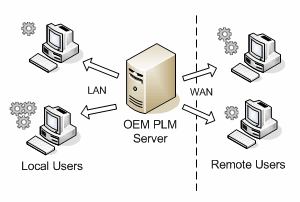 LAN
WAN
OEM PLM
Server
Local Users
Remote Users